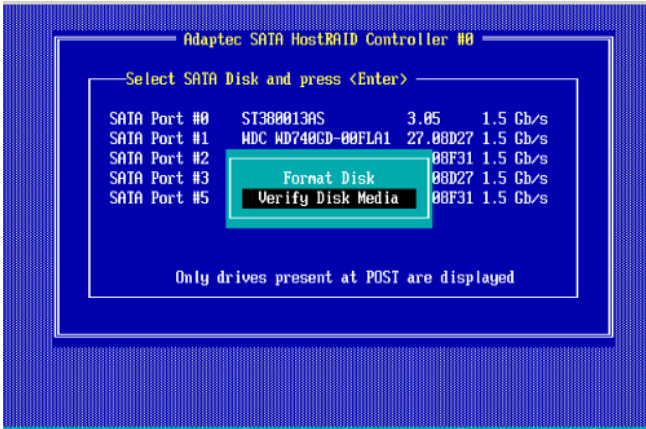 Adaptec SATA HostRAID Controller #0
Select SATA Disk and press <Enter>
SATA Port #0 ST380013AS 3.05 1.5 Gb/s
SATA Port #1 WDC WD740GD-00FLA1 27.08D27 1.5 Gb/s
SATA Port #2 08F31 1.5 Gb/s
SATA Port #3 Format Disk 08D27 1.5 Gb/s
SATA Port #5 Verify Disk Media 08F31 1.5 Gb/s
Only drives present at POST are displayed